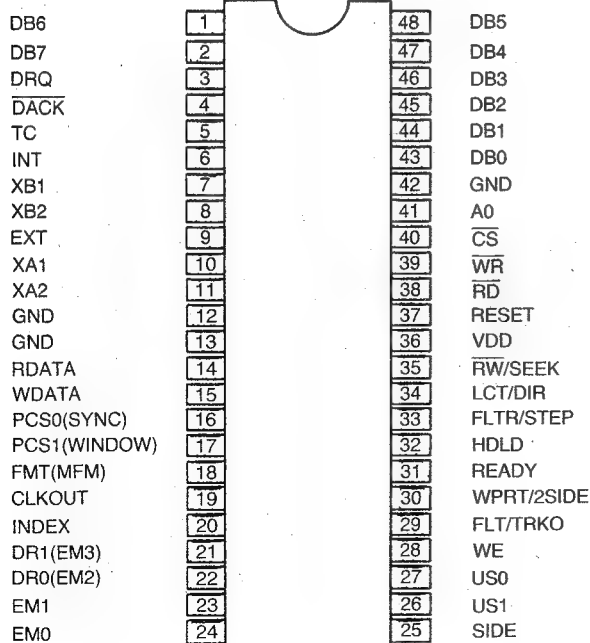 DB6 1 48 DB5
DB7 2 47 DB4
DRQ 3 46 DB3
D̅A̅C̅K̅ 4 45 DB2
TC 5 44 DB1
INT 6 43 DB0
XB1 7 42 GND
XB2 8 41 A0
EXT 9 40 C̅S̅
XA1 10 39 W̅R̅
XA2 11 38 R̅D̅
GND 12 37 RESET
GND 13 36 VDD
RDATA 14 35 R̅W̅/SEEK
WDATA 15 34 LCT/DIR
PCS0(SYNC) 16 33 FLTR/STEP
PCS1(WINDOW) 17 32 HDLD
FMT(MFM) 18 31 READY
CLKOUT 19 30 WPRT/2SIDE
INDEX 20 29 FLT/TRKO
DR1(EM3) 21 28 WE
DR0(EM2) 22 27 US0
EM1 23 26 US1
EM0 24 25 SIDE